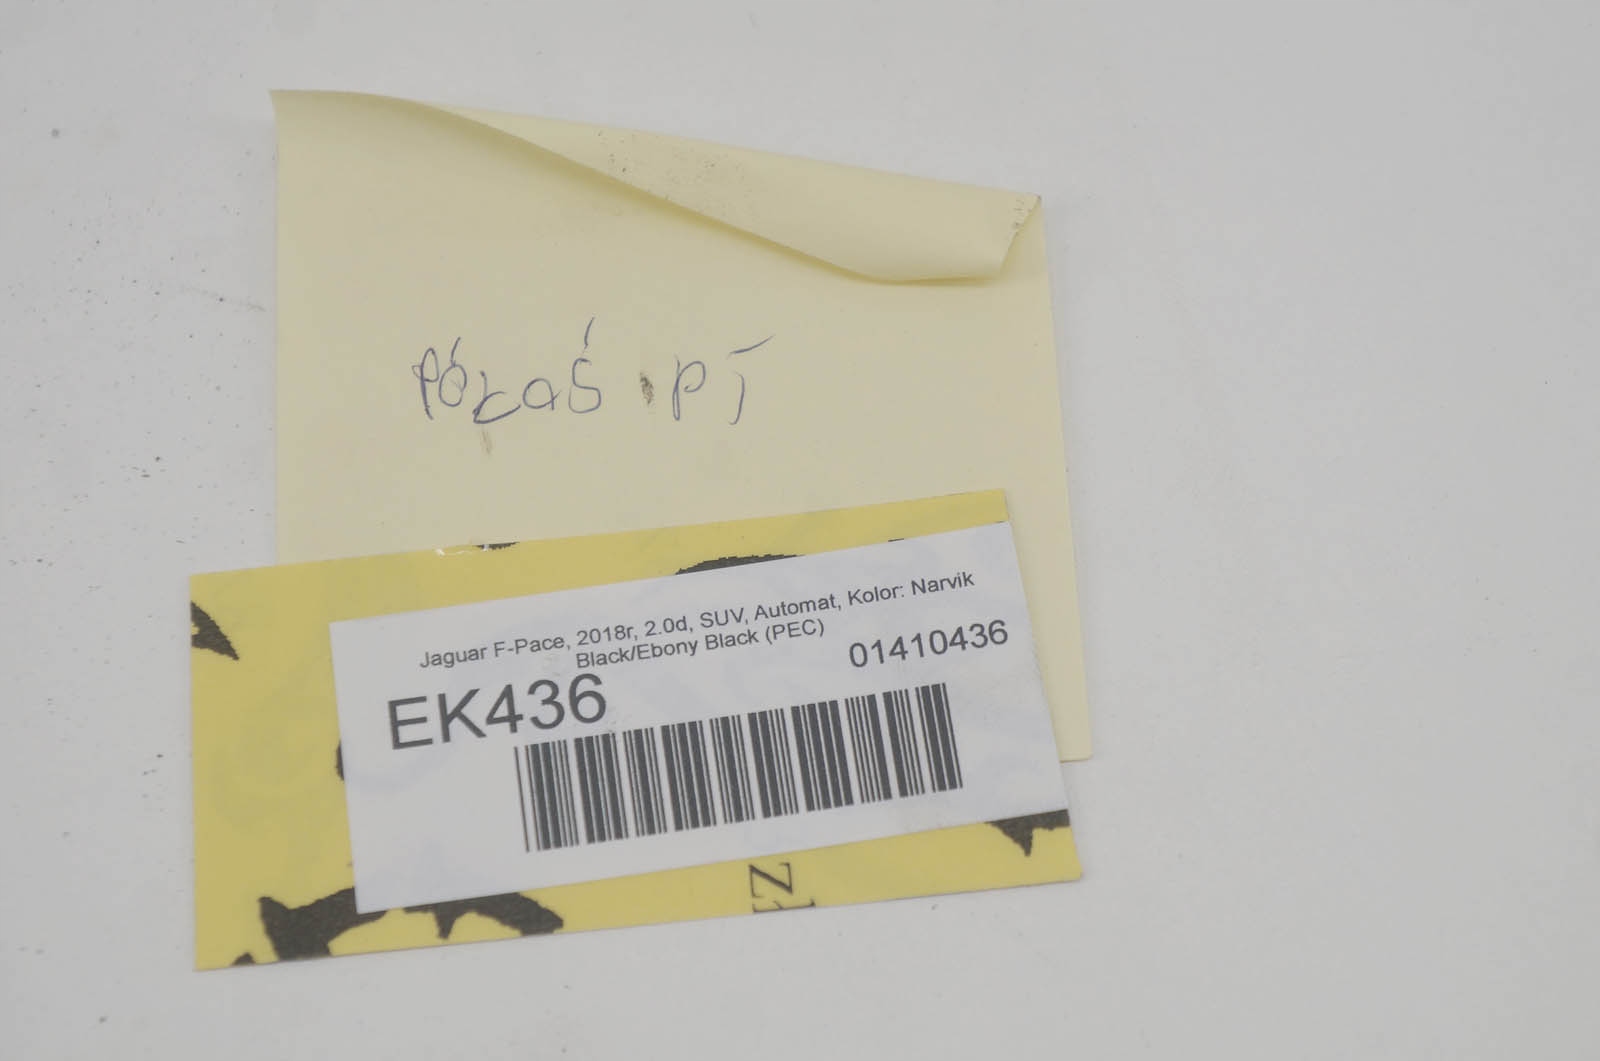 PÓŁOŚ PT
Jaguar F-Pace, 2018r, 2.0d, SUV, Automat, Kolor: Narvik
Black/Ebony Black (PEC)
01410436
EK436